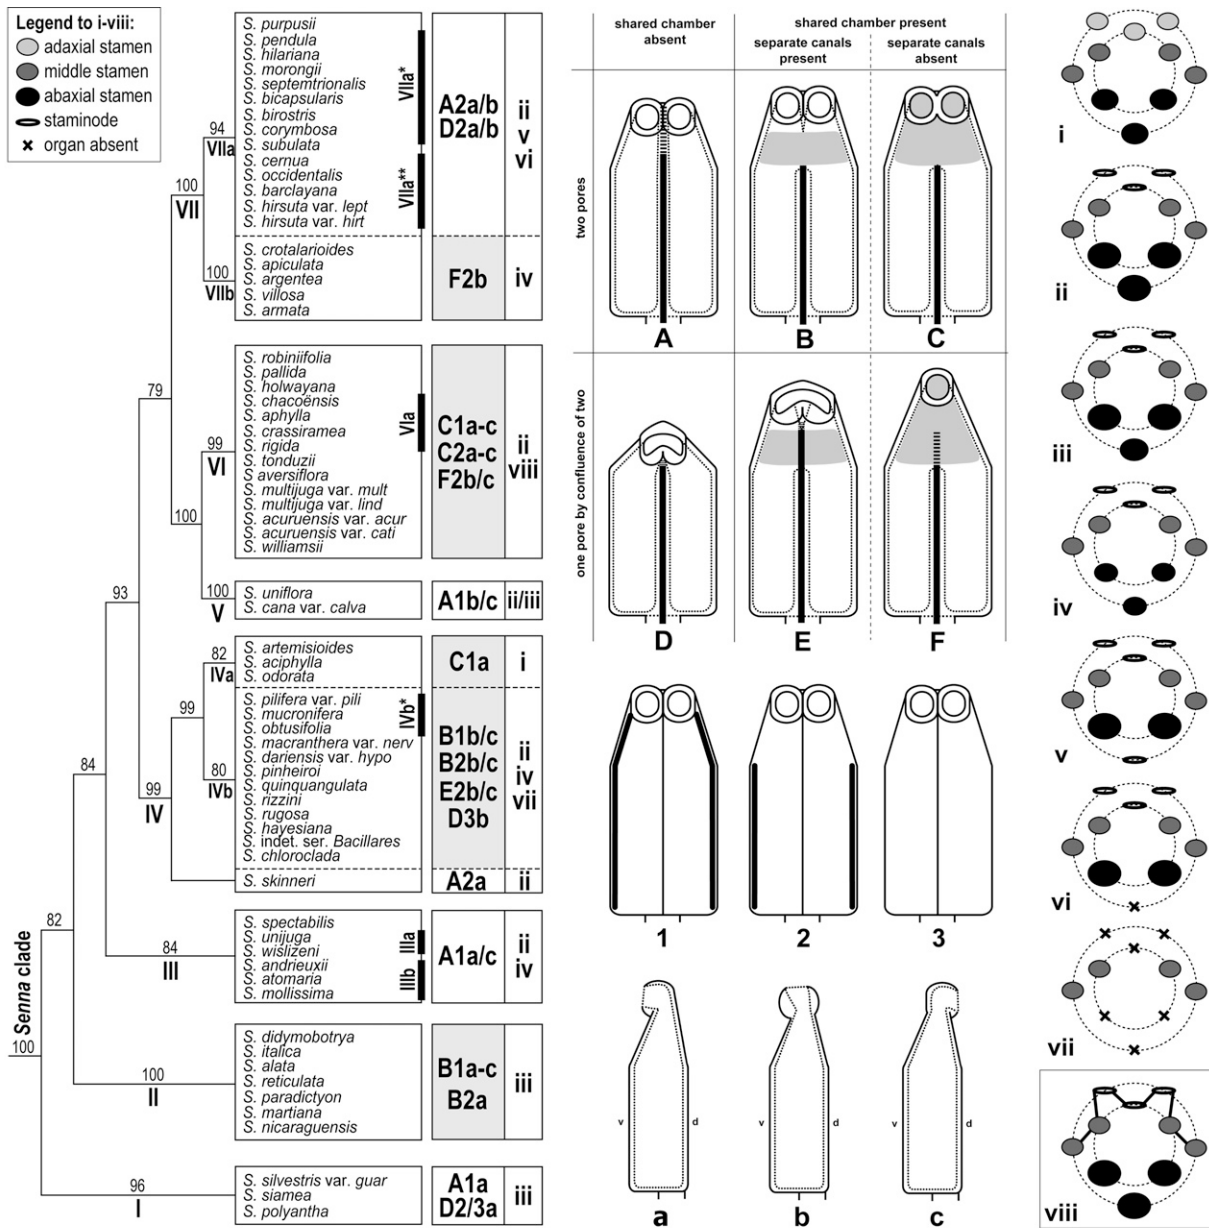 Legend to i-viii:
adaxial stamen
middle stamen
abaxial stamen
staminode
organ absent
S. purpusii
S. pendula
S. hilariana
S. morongii
S. septemtrionalis
S. bicapsularis
S. birostris
S. corymbosa
S. subulata
S. cernua
S. occidentalis
S. barclayana
S. hirsuta var. lept
S. hirsuta var. hirt
VIIa*
VIIa**
A2a/b
D2a/b
ii
v
vi
94
VIIa
100
VII
S. crotalarioides
S. apiculata
S. argentea
S. villosa
S. armata
F2b
iv
100
VIIb
79
S. robiniifolia
S. pallida
S. holwayana
S. chacoënsis
S. aphylla
S. crassiramea
S. rigida
S. tonduzii
S aversiflora
S. multijuga var. mult
S. multijuga var. lind
S. acuruensis var. acur
S. acuruensis var. cati
S. williamsii
VIa
C1a-c
C2a-c
F2b/c
ii
viii
99
VI
100
S. uniflora
S. cana var. calva
A1b/c
ii/iii
100
V
93
S. artemisioides
S. aciphylla
S. odorata
C1a
i
82
IVa
99
S. pilifera var. pili
S. mucronifera
S. obtusifolia
S. macranthera var. nerv
S. dariensis var. hypo
S. pinheiroi
S. quinquangulata
S. rizzini
S. rugosa
S. hayesiana
S. indet. ser. Bacillares
S. chloroclada
IVb*
B1b/c
B2b/c
E2b/c
D3b
ii
iv
vii
80
IVb
99
IV
84
S. skinneri
A2a
ii
S. spectabilis
S. unijuga
S. wislizeni
S. andrieuxii
S. atomaria
S. mollissima
IIIa
IIIb
A1a/c
ii
iv
84
III
82
Senna clade
100
S. didymobotrya
S. italica
S. alata
S. reticulata
S. paradictyon
S. martiana
S. nicaraguensis
B1a-c
B2a
iii
100
II
S. silvestris var. guar
S. siamea
S. polyantha
A1a
D2/3a
iii
96
I
shared chamber
absent
shared chamber present
separate canals
present
separate canals
absent
two pores
A
B
C
one pore by confluence of two
D
E
F
1
2
3
v
d
v
d
v
d
a
b
c
i
ii
iii
iv
v
vi
vii
viii